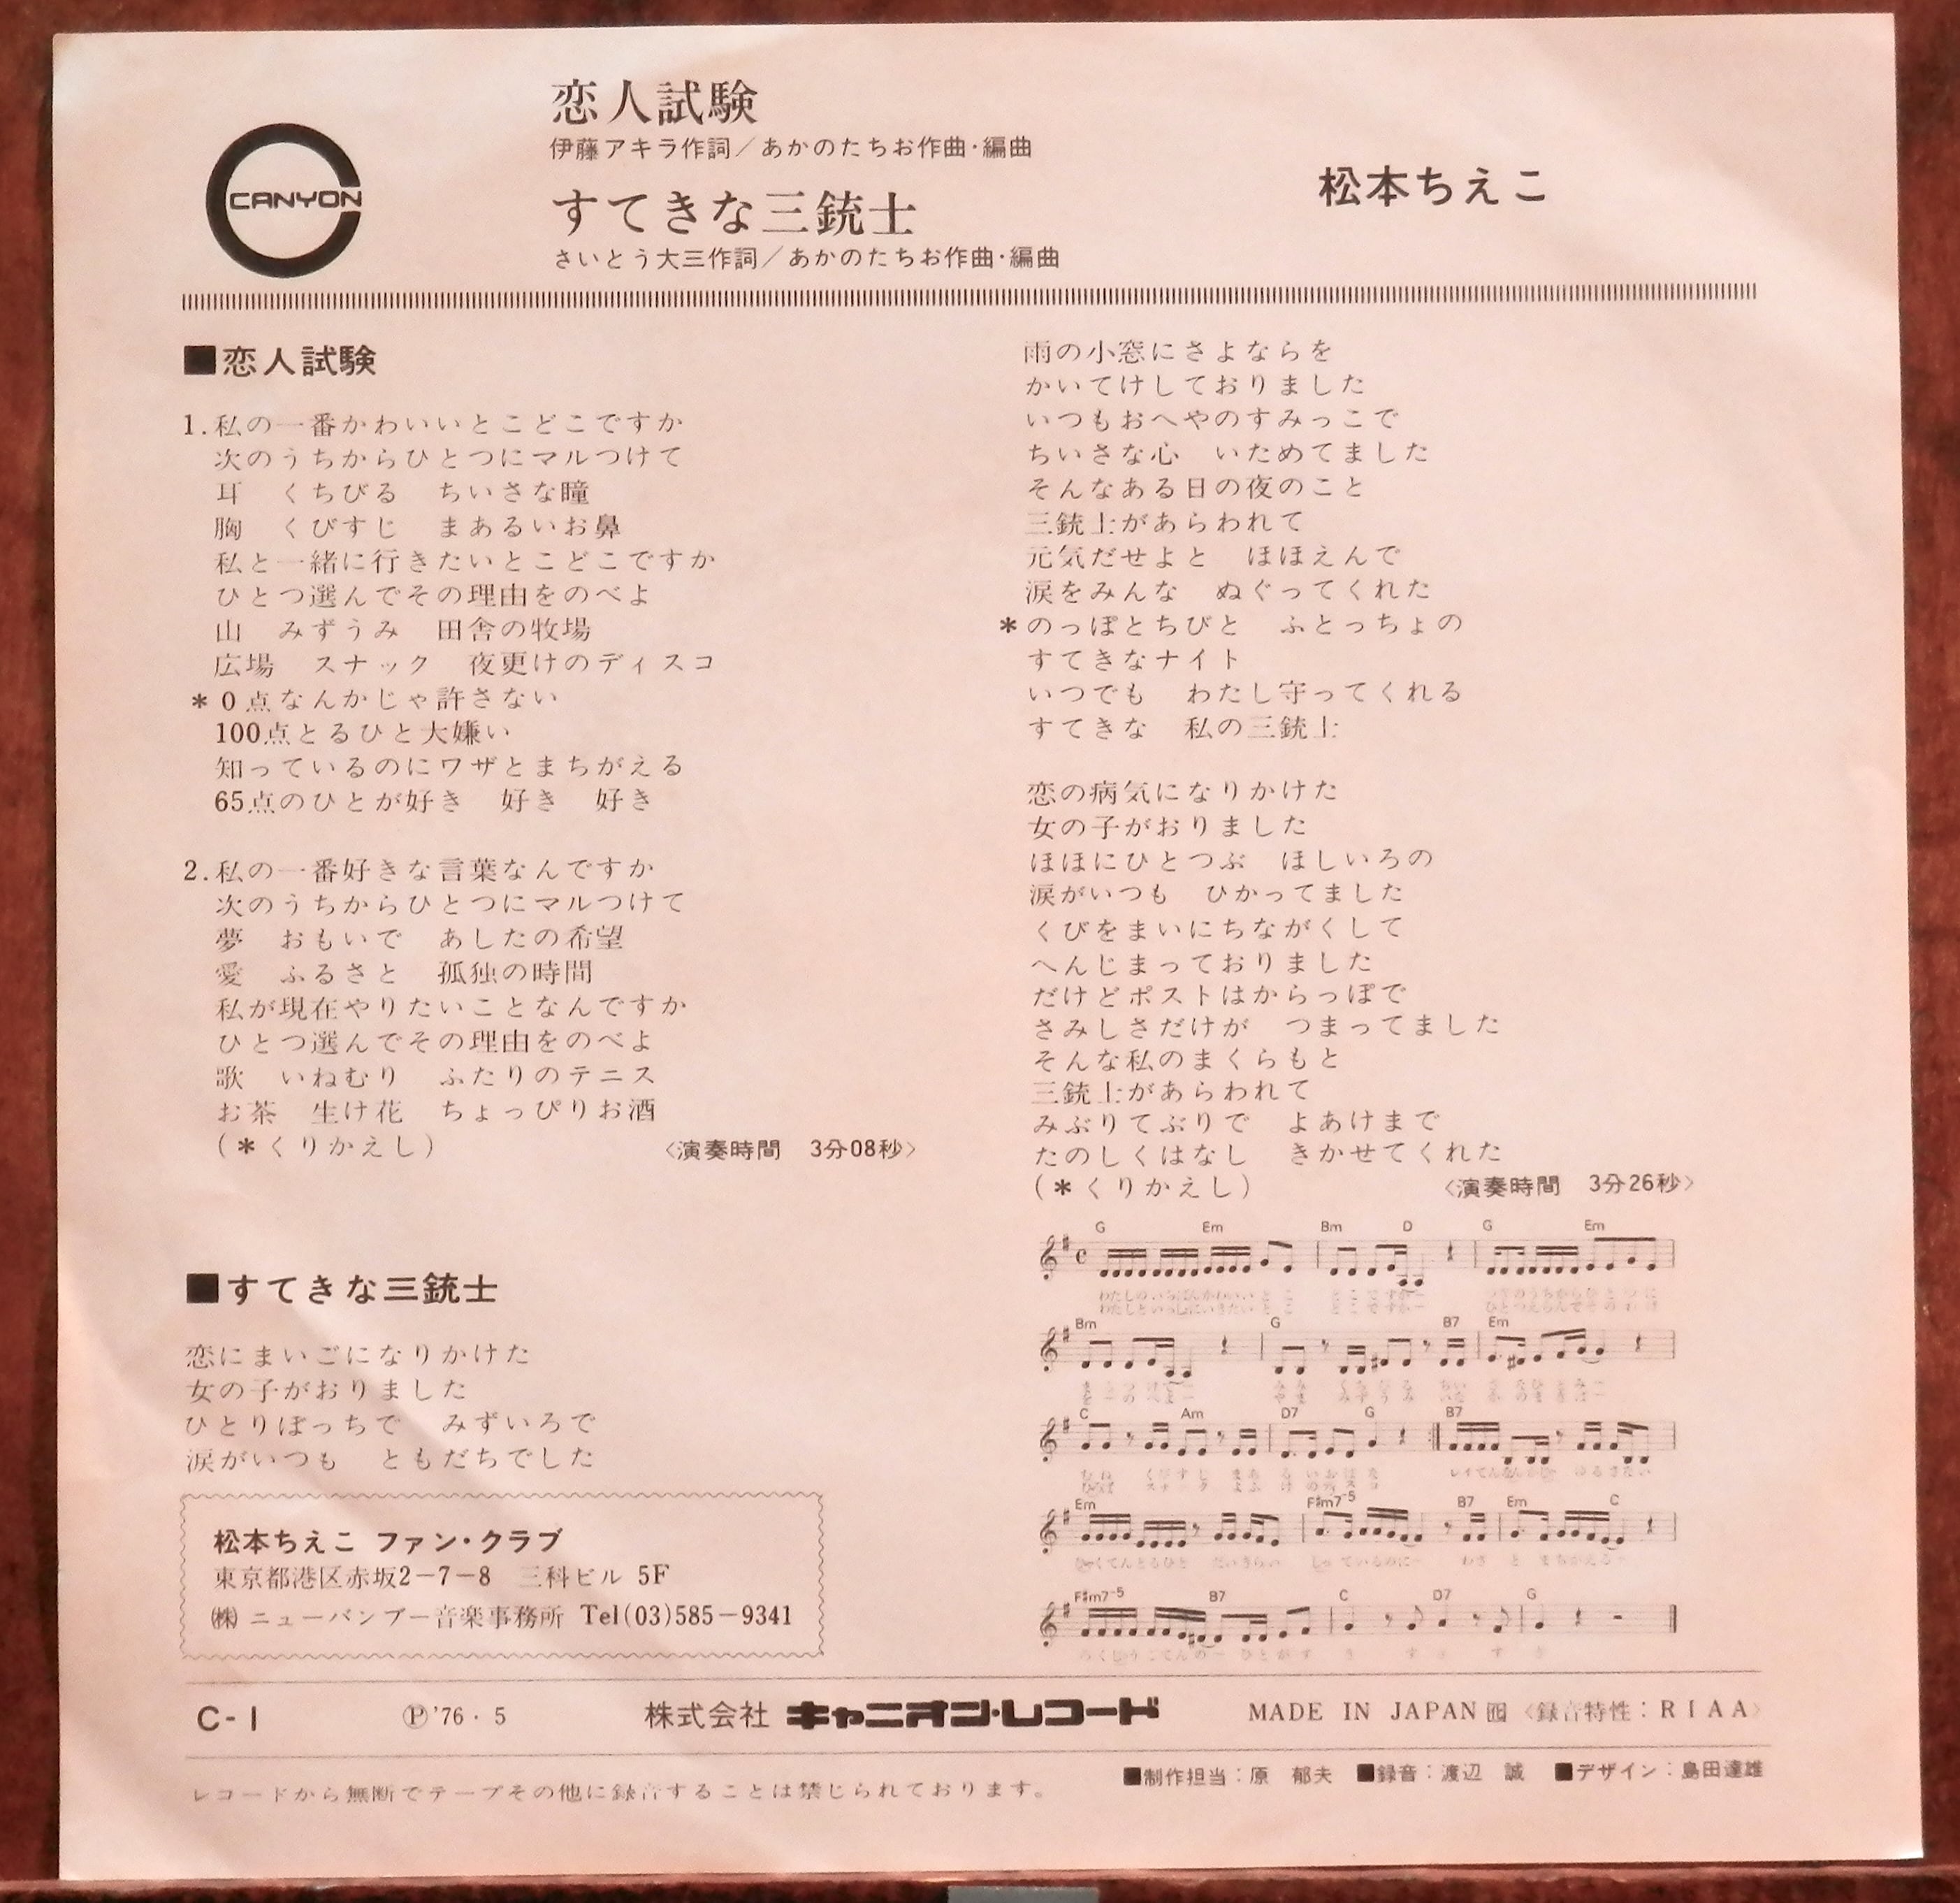 CANYON
恋人試験
伊藤アキラ作詞／あかのたちお作曲・編曲
すてきな三銃士
さいとう大三作詞／あかのたちお作曲・編曲
松本ちえこ
■恋人試験
1.私の一番かわいいとこどこですか
次のうちからひとつにマルつけて
耳　くちびる　ちいさな瞳
胸　くびすじ　まあるいお鼻
私と一緒に行きたいとこどこですか
ひとつ選んでその理由をのべよ
山　みずうみ　田舎の牧場
広場　スナック　夜更けのディスコ
*0点なんかじゃ許さない
100点とるひと大嫌い
知っているのにワザとまちがえる
65点のひとが好き　好き　好き
2.私の一番好きな言葉なんですか
次のうちからひとつにマルつけて
夢　おもいで　あしたの希望
愛　ふるさと　孤独の時間
私が現在やりたいことなんですか
ひとつ選んでその理由をのべよ
歌　いねむり　ふたりのテニス
お茶　生け花　ちょっぴりお酒
(*くりかえし)
〈演奏時間　3分08秒〉
■すてきな三銃士
恋にまいごになりかけた
女の子がおりました
ひとりぼっちで　みずいろで
涙がいつも　ともだちでした
雨の小窓にさよならを
かいてけしておりました
いつもおへやのすみっこで
ちいさな心　いためてました
そんなある日の夜のこと
三銃士があらわれて
元気だせよと　ほほえんで
涙をみんな　ぬぐってくれた
*のっぽとちびと　ふとっちょの
すてきなナイト
いつでも　わたし守ってくれる
すてきな　私の三銃士
恋の病気になりかけた
女の子がおりました
ほほにひとつぶ　ほしいろの
涙がいつも　ひかってました
くびをまいにちながくして
へんじまっておりました
だけどポストはからっぽで
さみしさだけが　つまってました
そんな私のまくらもと
三銃士があらわれて
みぶりてぶりで　よあけまで
たのしくはなし　きかせてくれた
(*くりかえし)
〈演奏時間　3分26秒〉
G Em Bm D G Em
Bm G B7 Em
C Am D7 G B7
Em F#m7-5 B7 Em C
F#m7-5 B7 C D7 G
松本ちえこ ファン・クラブ
東京都港区赤坂2−7−8　三科ビル 5F
㈱ ニューバンブー音楽事務所 Tel(03)585−9341
C-1　Ⓟ'76・5　株式会社 キャニオン・レコード　MADE IN JAPAN 〈録音特性：RIAA〉
レコードから無断でテープその他に録音することは禁じられております。
■制作担当：原　郁夫　■録音：渡辺　誠　■デザイン：島田達雄